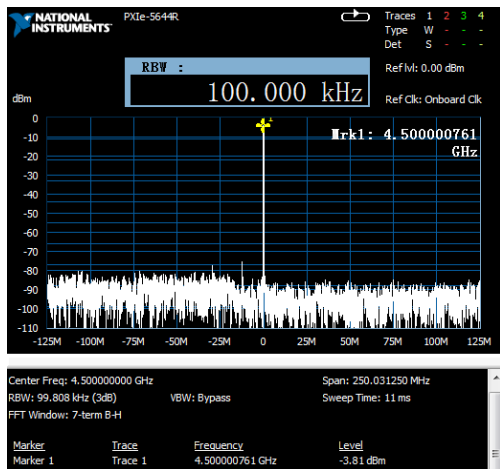 NATIONAL INSTRUMENTS™
PXIe-5644R
Traces 1 2 3 4
Type W - - -
Det S - - -
RBW :
100.000 kHz
Ref lvl: 0.00 dBm
Ref Clk: Onboard Clk
dBm
Mrk1: 4.500000761
GHz
1
0
-10
-20
-30
-40
-50
-60
-70
-80
-90
-100
-110
-125M -100M -75M -50M -25M 0 25M 50M 75M 100M 125M
Center Freq: 4.500000000 GHz Span: 250.031250 MHz
RBW: 99.808 kHz (3dB) VBW: Bypass Sweep Time: 11 ms
FFT Window: 7-term B-H
Marker Trace Frequency Level
Marker 1 Trace 1 4.500000761 GHz -3.81 dBm